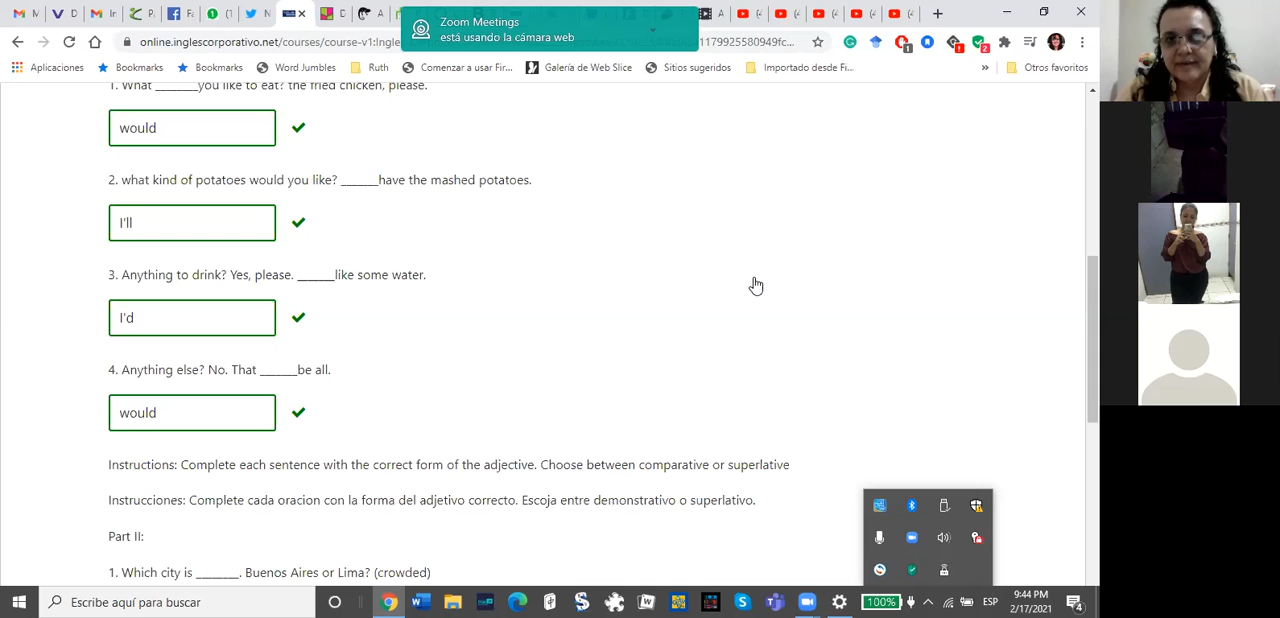 Zoom Meetings
está usando la cámara web
online.inglescorporativo.net/courses/course-v1:Ingle
1179925580949fc...
Aplicaciones Bookmarks Bookmarks Word Jumbles Ruth Comenzar a usar Fir... Galería de Web Slice Sitios sugeridos Importado desde Fi... » Otros favoritos
1. What ______you like to eat? the fried chicken, please.
would
2. what kind of potatoes would you like? ______have the mashed potatoes.
I'll
3. Anything to drink? Yes, please. ______like some water.
I'd
4. Anything else? No. That ______be all.
would
Instructions: Complete each sentence with the correct form of the adjective. Choose between comparative or superlative
Instrucciones: Complete cada oracion con la forma del adjetivo correcto. Escoja entre demonstrativo o superlativo.
Part II:
1. Which city is _______. Buenos Aires or Lima? (crowded)
Escribe aquí para buscar
100%
ESP
9:44 PM
2/17/2021
4